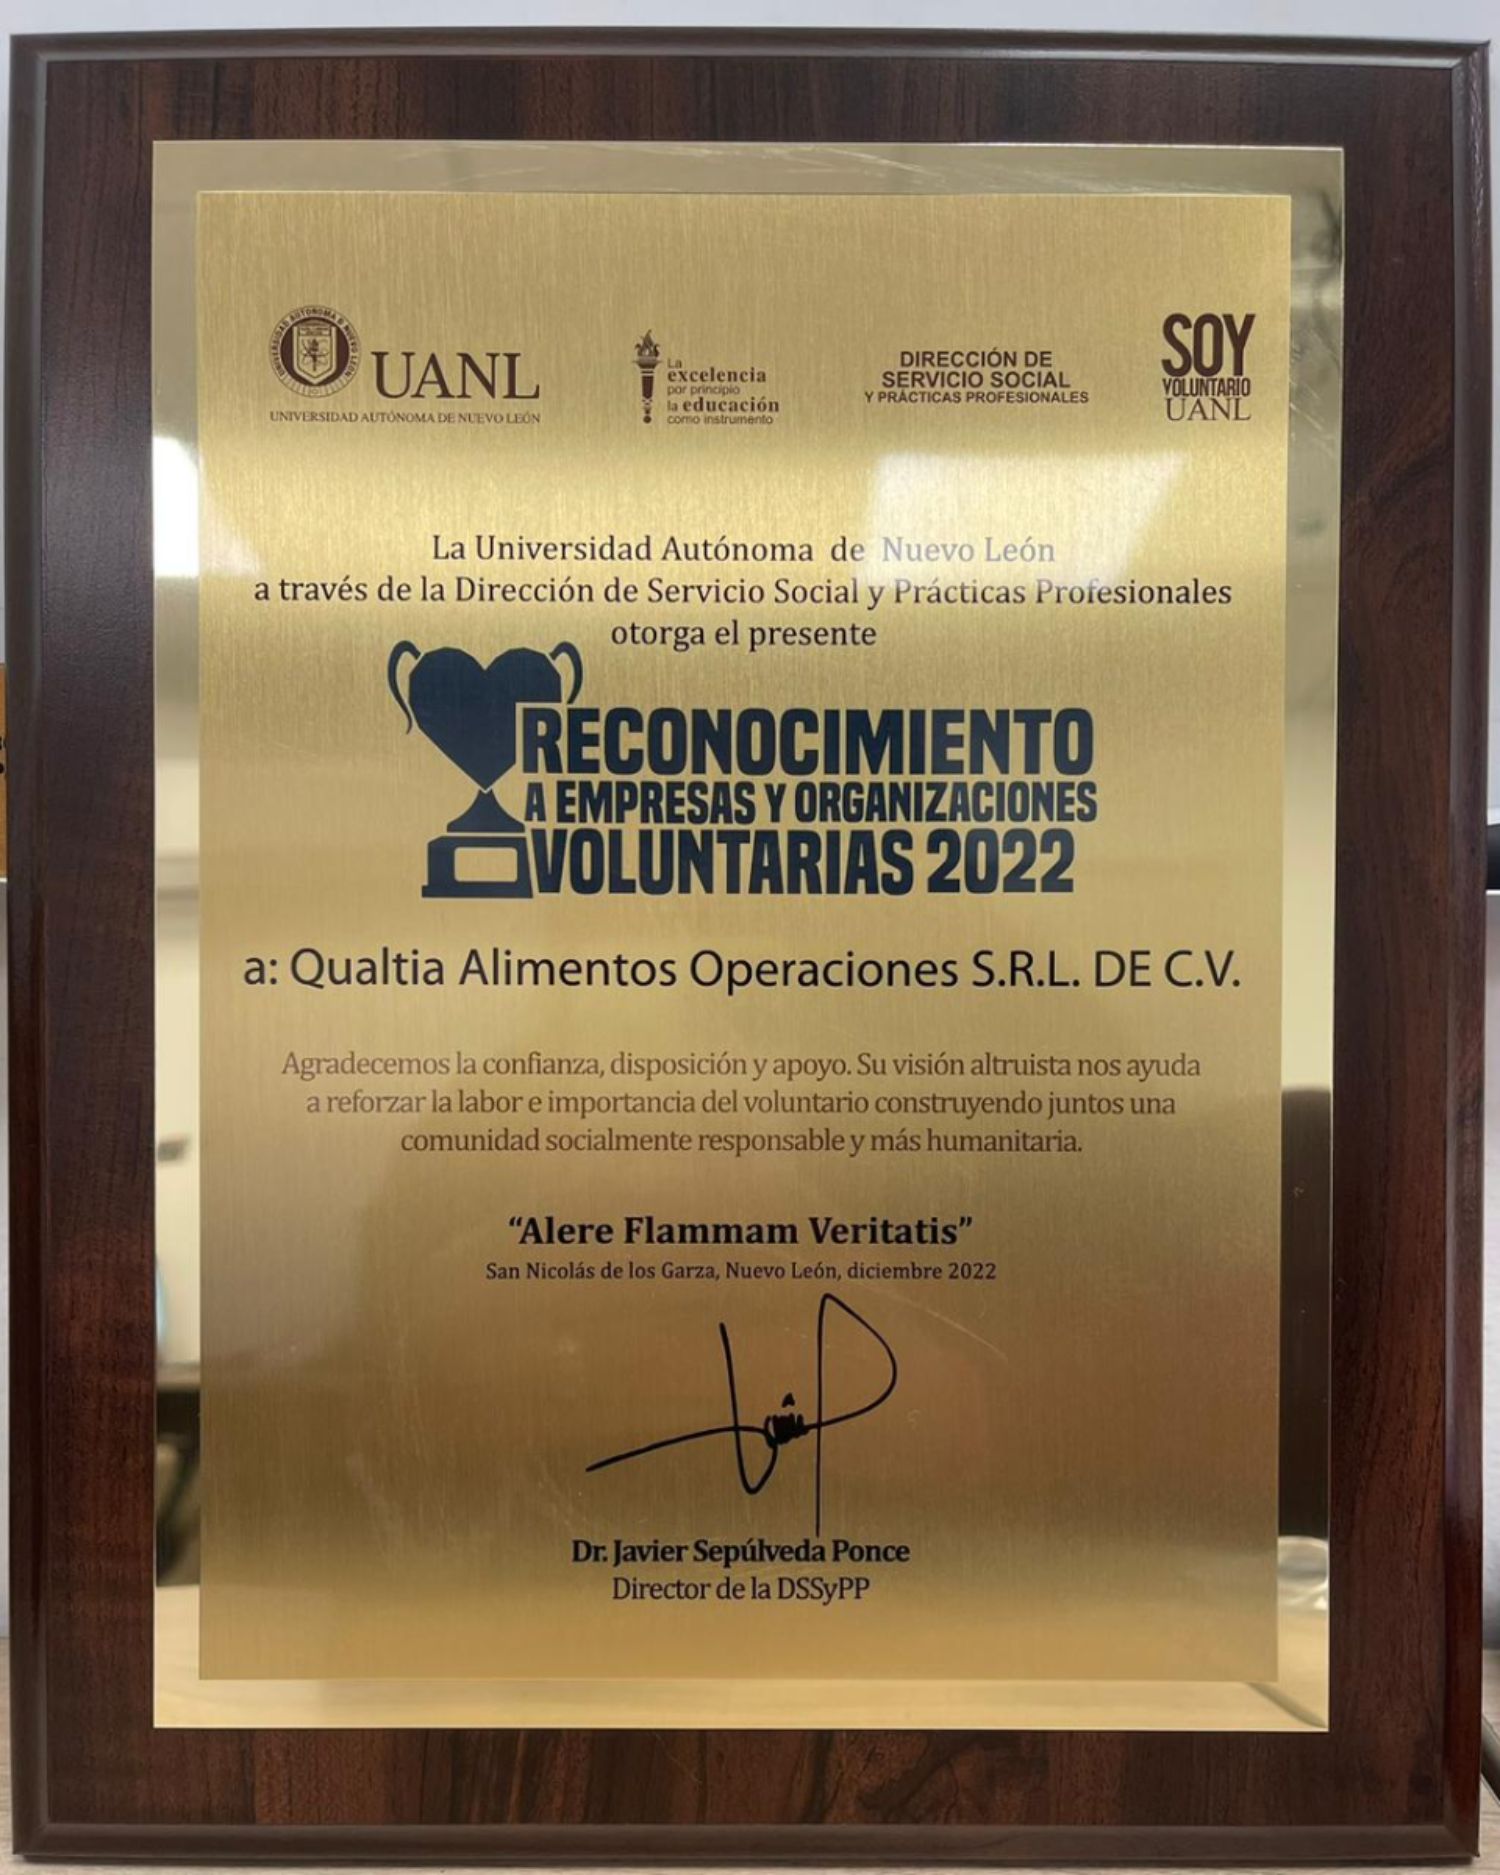 UANL
UNIVERSIDAD AUTÓNOMA DE NUEVO LEÓN
La
excelencia
por principio
la educación
como instrumento
DIRECCIÓN DE
SERVICIO SOCIAL
Y PRÁCTICAS PROFESIONALES
SOY
VOLUNTARIO
UANL
La Universidad Autónoma de Nuevo León
a través de la Dirección de Servicio Social y Prácticas Profesionales
otorga el presente
RECONOCIMIENTO
A EMPRESAS Y ORGANIZACIONES
VOLUNTARIAS 2022
a: Qualtia Alimentos Operaciones S.R.L. DE C.V.
Agradecemos la confianza, disposición y apoyo. Su visión altruista nos ayuda
a reforzar la labor e importancia del voluntario construyendo juntos una
comunidad socialmente responsable y más humanitaria.
“Alere Flammam Veritatis”
San Nicolás de los Garza, Nuevo León, diciembre 2022
Dr. Javier Sepúlveda Ponce
Director de la DSSyPP